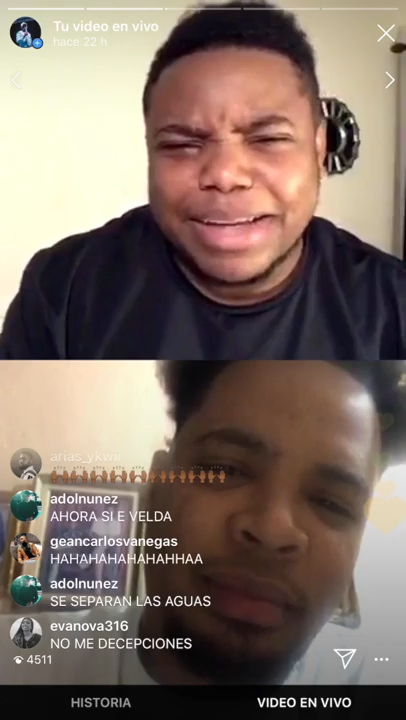 Tu video en vivo
hace 22 h
arias_ykwii
adolnunez
AHORA SI E VELDA
geancarlosvanegas
HAHAHAHAHAHAHHAA
adolnunez
SE SEPARAN LAS AGUAS
evanova316
NO ME DECEPCIONES
4511
HISTORIA
VIDEO EN VIVO